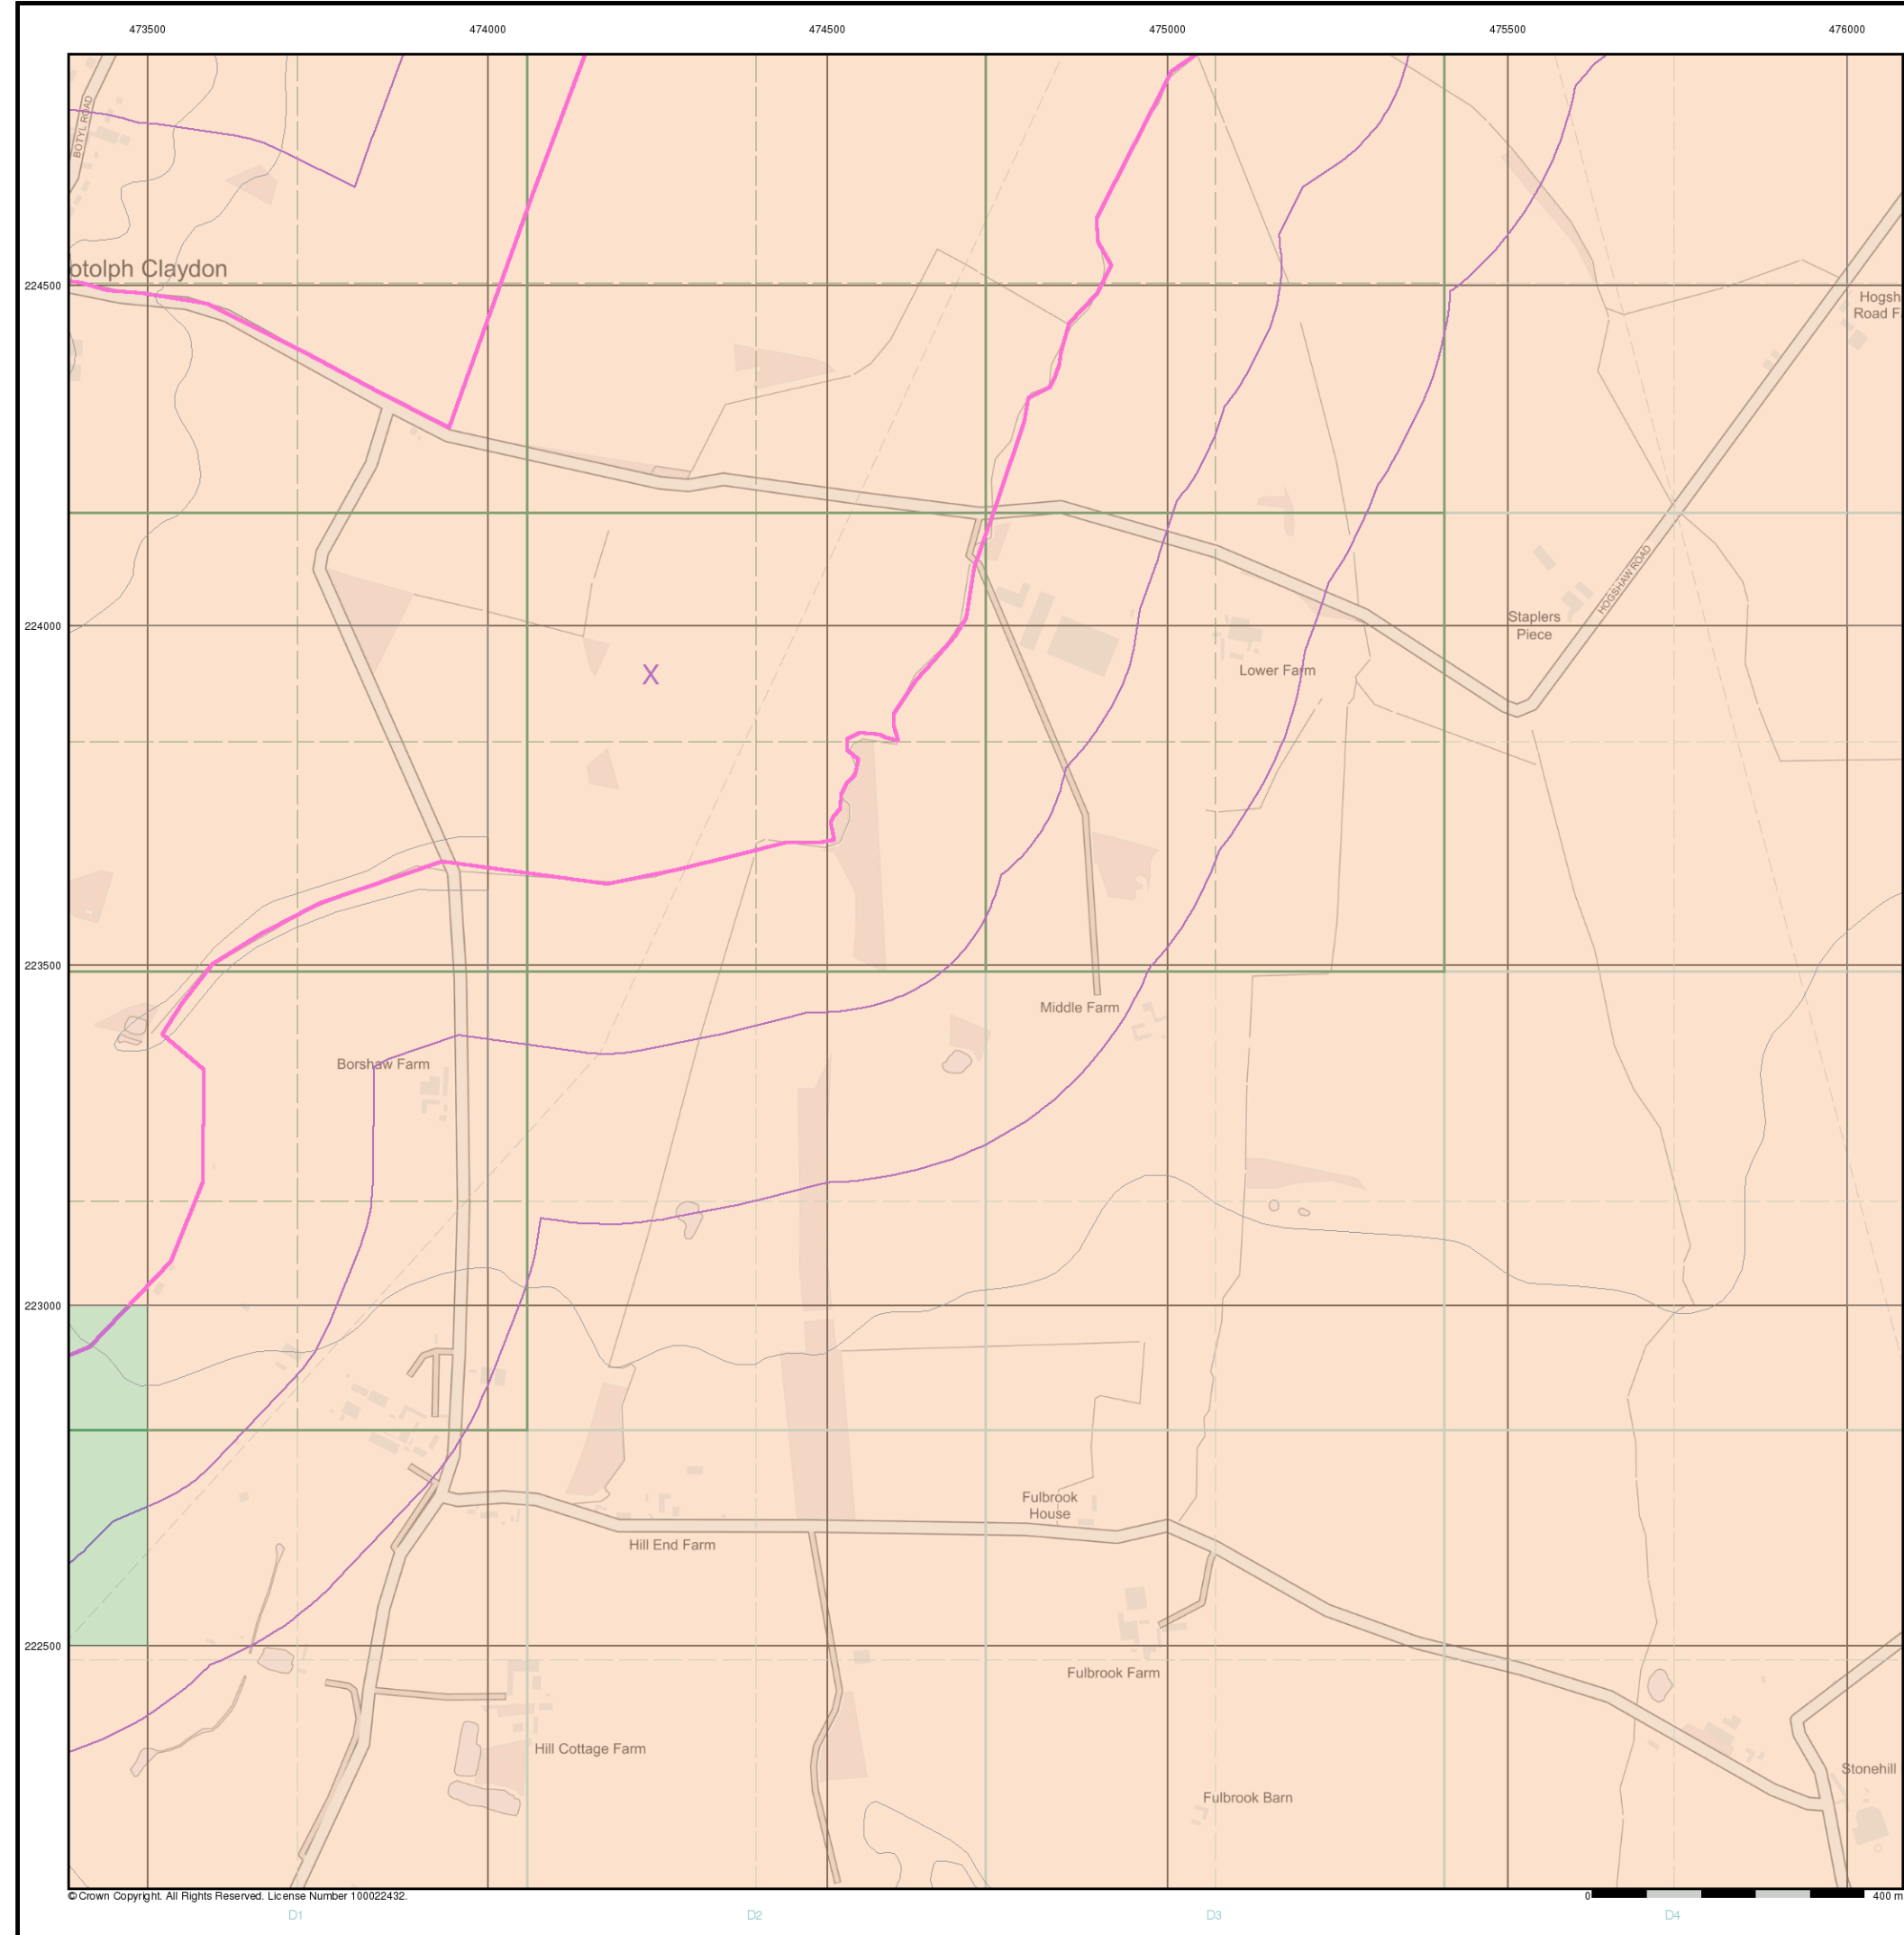 473500 474000 474500 475000 475500 476000
BOTYL ROAD
otolph Claydon
224500
Hogsh
Road F
HOGSHAW ROAD
Staplers
Piece
224000
Lower Farm
X
223500
Middle Farm
Borshaw Farm
223000
Fulbrook
House
Hill End Farm
222500
Fulbrook Farm
Hill Cottage Farm
Stonehill
Fulbrook Barn
© Crown Copyright. All Rights Reserved. License Number 100022432.
0 400 m
D1 D2 D3 D4